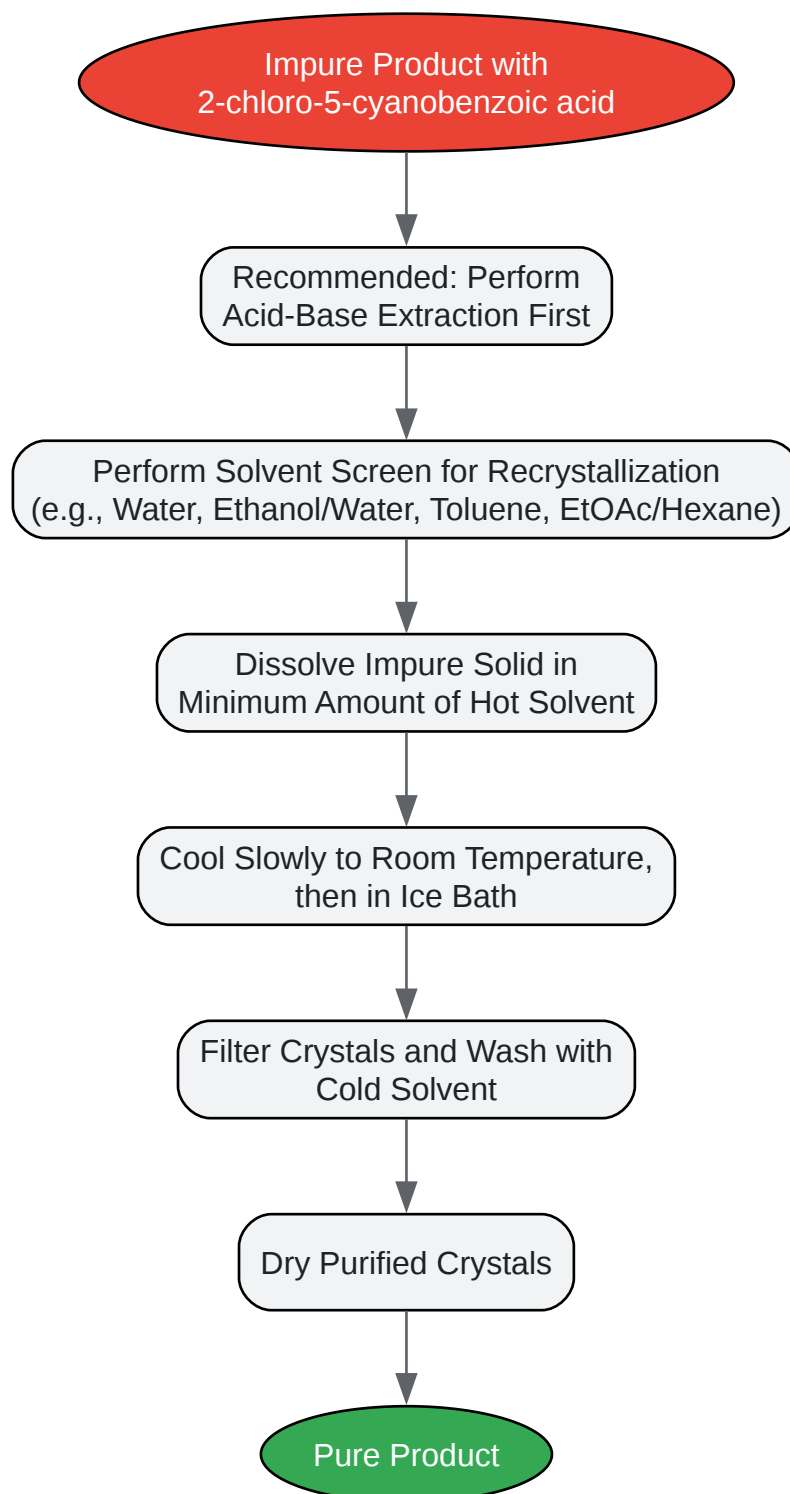 Impure Product with
2-chloro-5-cyanobenzoic acid
Recommended: Perform
Acid-Base Extraction First
Perform Solvent Screen for Recrystallization
(e.g., Water, Ethanol/Water, Toluene, EtOAc/Hexane)
Dissolve Impure Solid in
Minimum Amount of Hot Solvent
Cool Slowly to Room Temperature,
then in Ice Bath
Filter Crystals and Wash with
Cold Solvent
Dry Purified Crystals
Pure Product